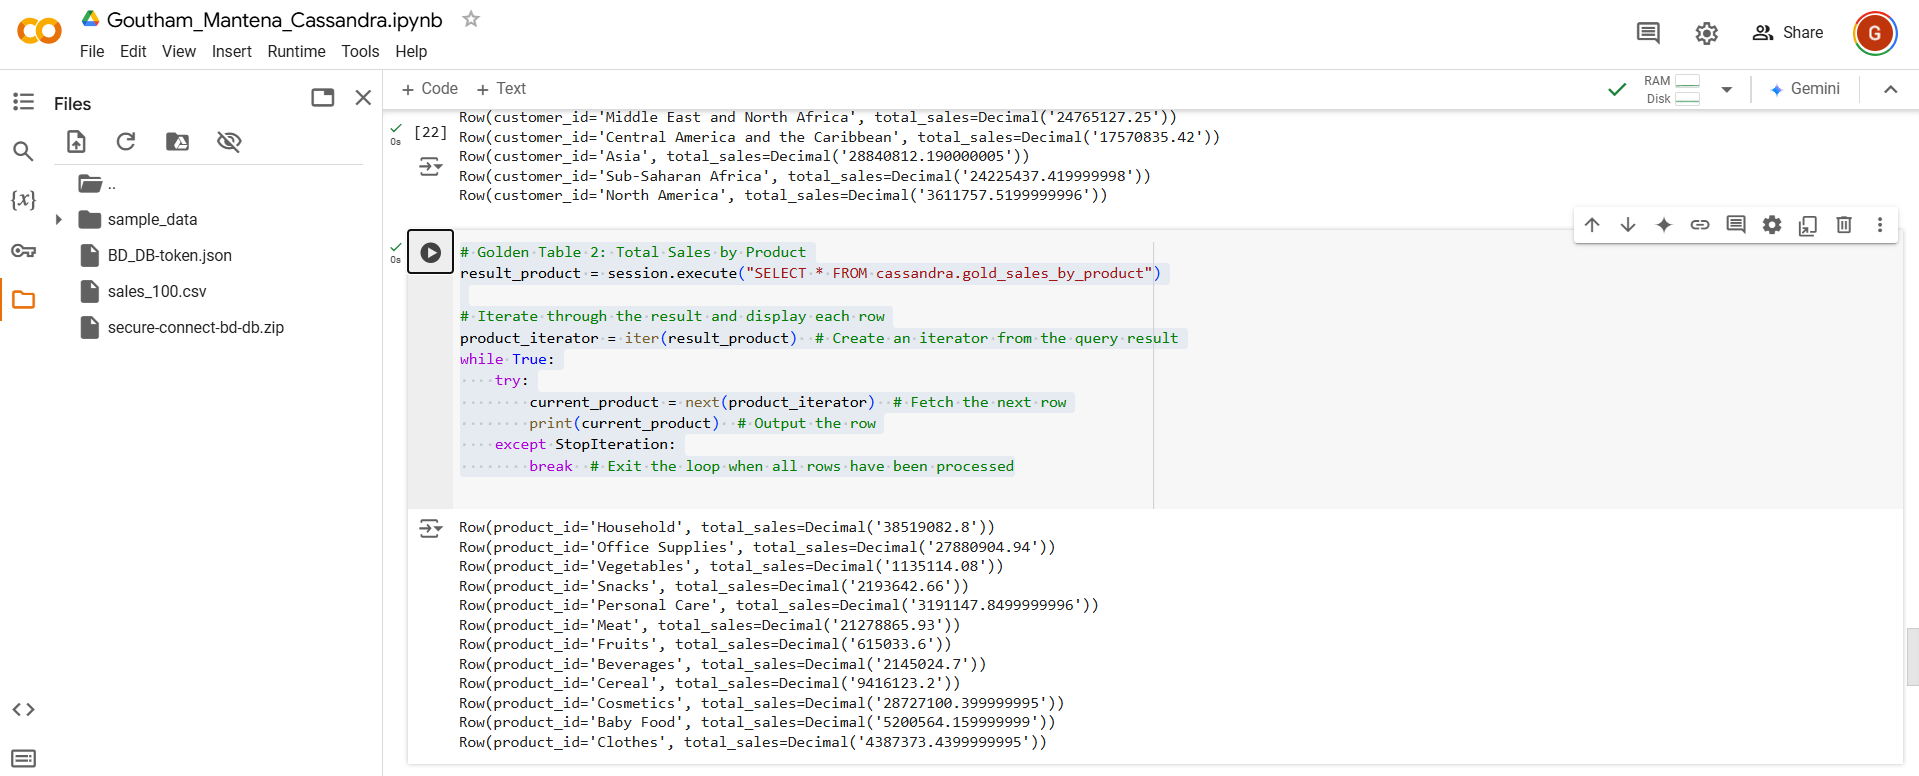 Goutham_Mantena_Cassandra.ipynb
File Edit View Insert Runtime Tools Help
Share
G
Files
+ Code + Text
RAM
Disk
Gemini
..
sample_data
BD_DB-token.json
sales_100.csv
secure-connect-bd-db.zip
{x}
0s
[22]
Row(customer_id='Middle East and North Africa', total_sales=Decimal('24765127.25'))
Row(customer_id='Central America and the Caribbean', total_sales=Decimal('17570835.42'))
Row(customer_id='Asia', total_sales=Decimal('28840812.190000005'))
Row(customer_id='Sub-Saharan Africa', total_sales=Decimal('24225437.419999998'))
Row(customer_id='North America', total_sales=Decimal('3611757.5199999996'))
0s
# Golden Table 2: Total Sales by Product
result_product = session.execute("SELECT * FROM cassandra.gold_sales_by_product")
# Iterate through the result and display each row
product_iterator = iter(result_product)  # Create an iterator from the query result
while True:
    try:
        current_product = next(product_iterator)  # Fetch the next row
        print(current_product)  # Output the row
    except StopIteration:
        break  # Exit the loop when all rows have been processed
Row(product_id='Household', total_sales=Decimal('38519082.8'))
Row(product_id='Office Supplies', total_sales=Decimal('27880904.94'))
Row(product_id='Vegetables', total_sales=Decimal('1135114.08'))
Row(product_id='Snacks', total_sales=Decimal('2193642.66'))
Row(product_id='Personal Care', total_sales=Decimal('3191147.8499999996'))
Row(product_id='Meat', total_sales=Decimal('21278865.93'))
Row(product_id='Fruits', total_sales=Decimal('615033.6'))
Row(product_id='Beverages', total_sales=Decimal('2145024.7'))
Row(product_id='Cereal', total_sales=Decimal('9416123.2'))
Row(product_id='Cosmetics', total_sales=Decimal('28727100.399999995'))
Row(product_id='Baby Food', total_sales=Decimal('5200564.159999999'))
Row(product_id='Clothes', total_sales=Decimal('4387373.4399999995'))